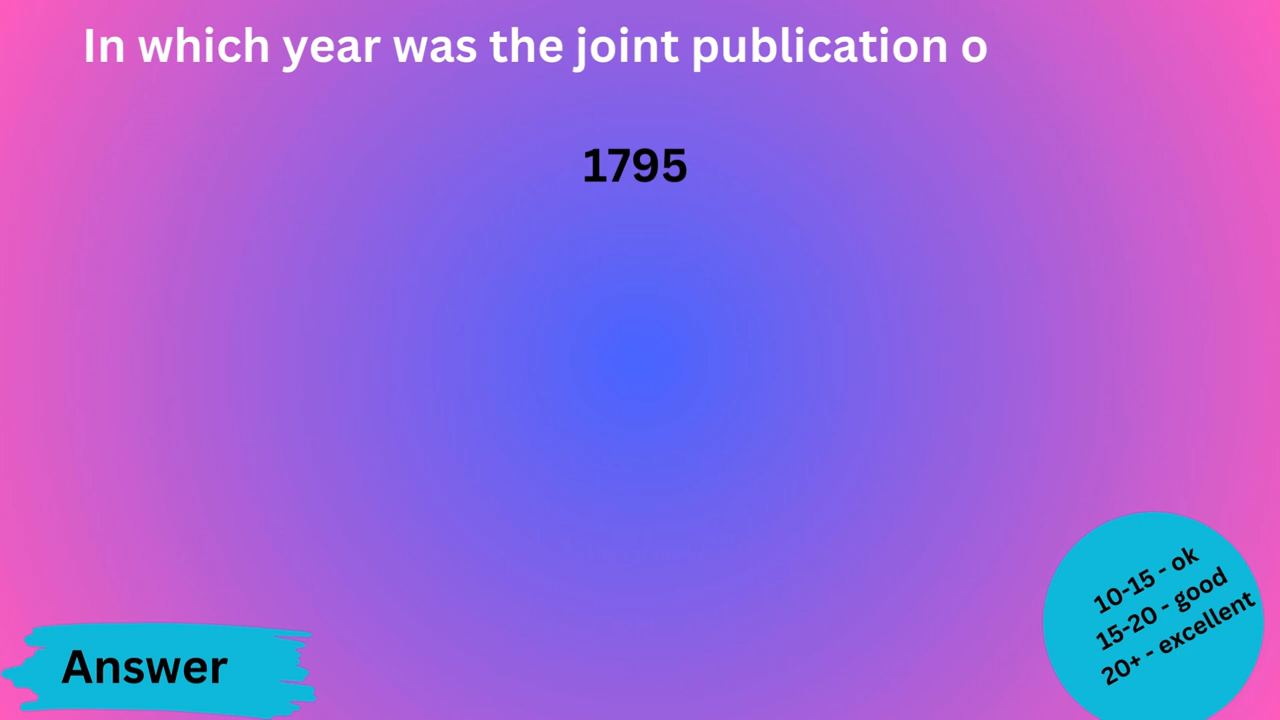 In which year was the joint publication o
1795
Answer
10-15 - ok
15-20 - good
20+ - excellent